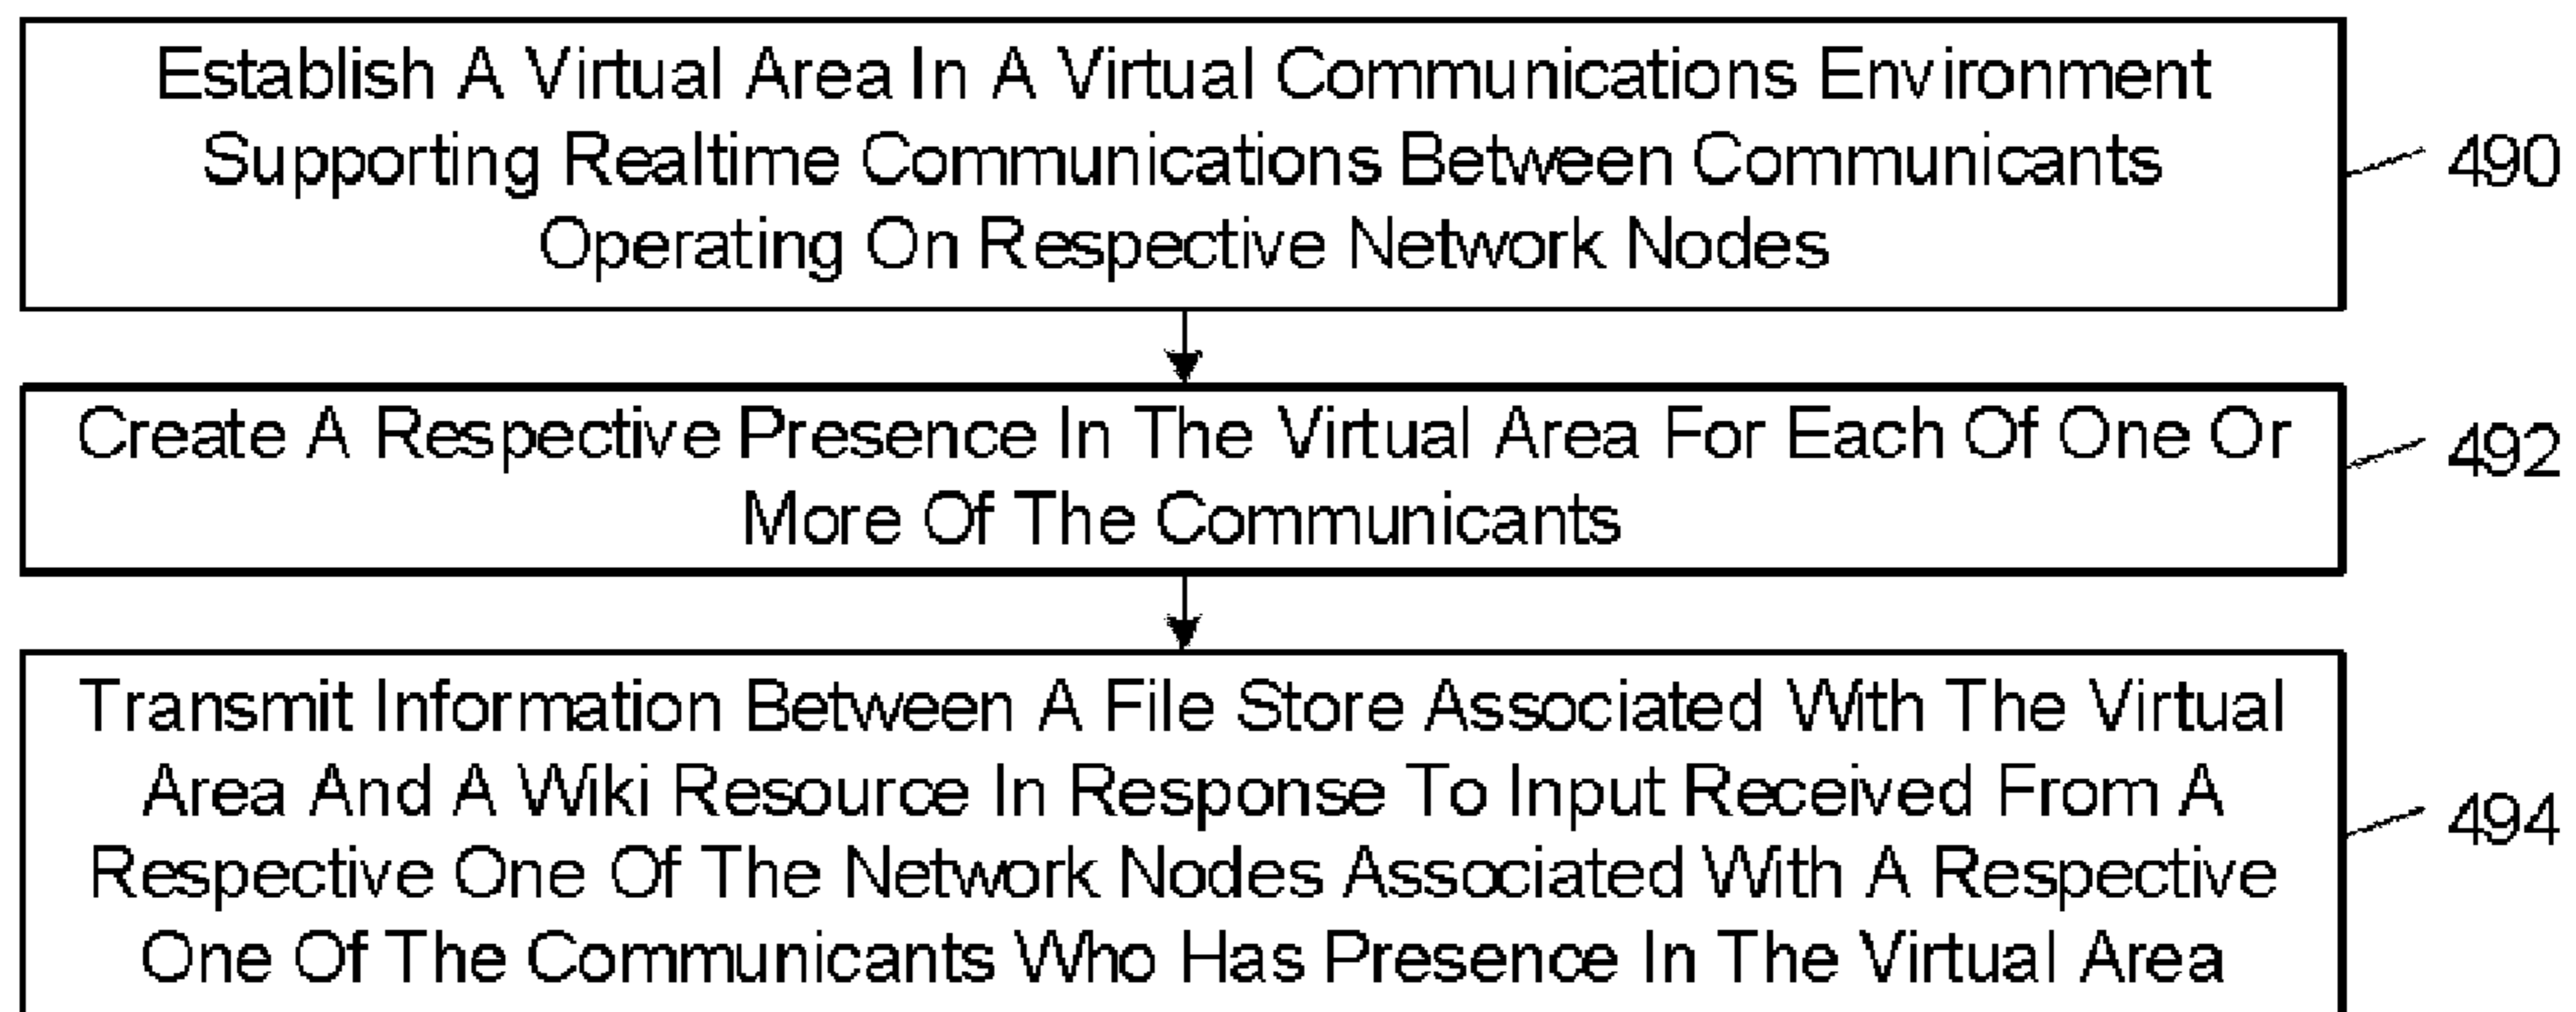 Establish A Virtual Area In A Virtual Communications Environment
Supporting Realtime Communications Between Communicants
Operating On Respective Network Nodes
490
Create A Respective Presence In The Virtual Area For Each Of One Or
More Of The Communicants
492
Transmit Information Between A File Store Associated With The Virtual
Area And A Wiki Resource In Response To Input Received From A
Respective One Of The Network Nodes Associated With A Respective
One Of The Communicants Who Has Presence In The Virtual Area
494